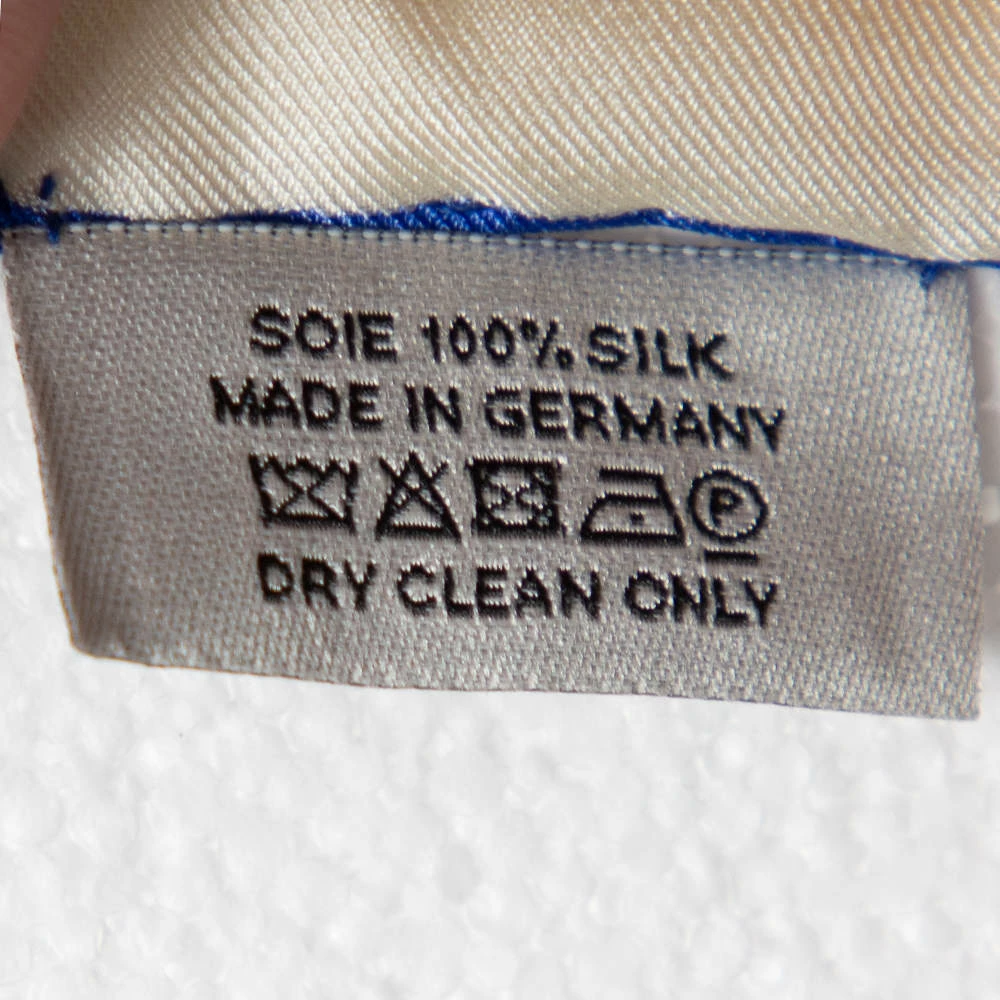 SOIE 100% SILK
MADE IN GERMANY
P
DRY CLEAN ONLY